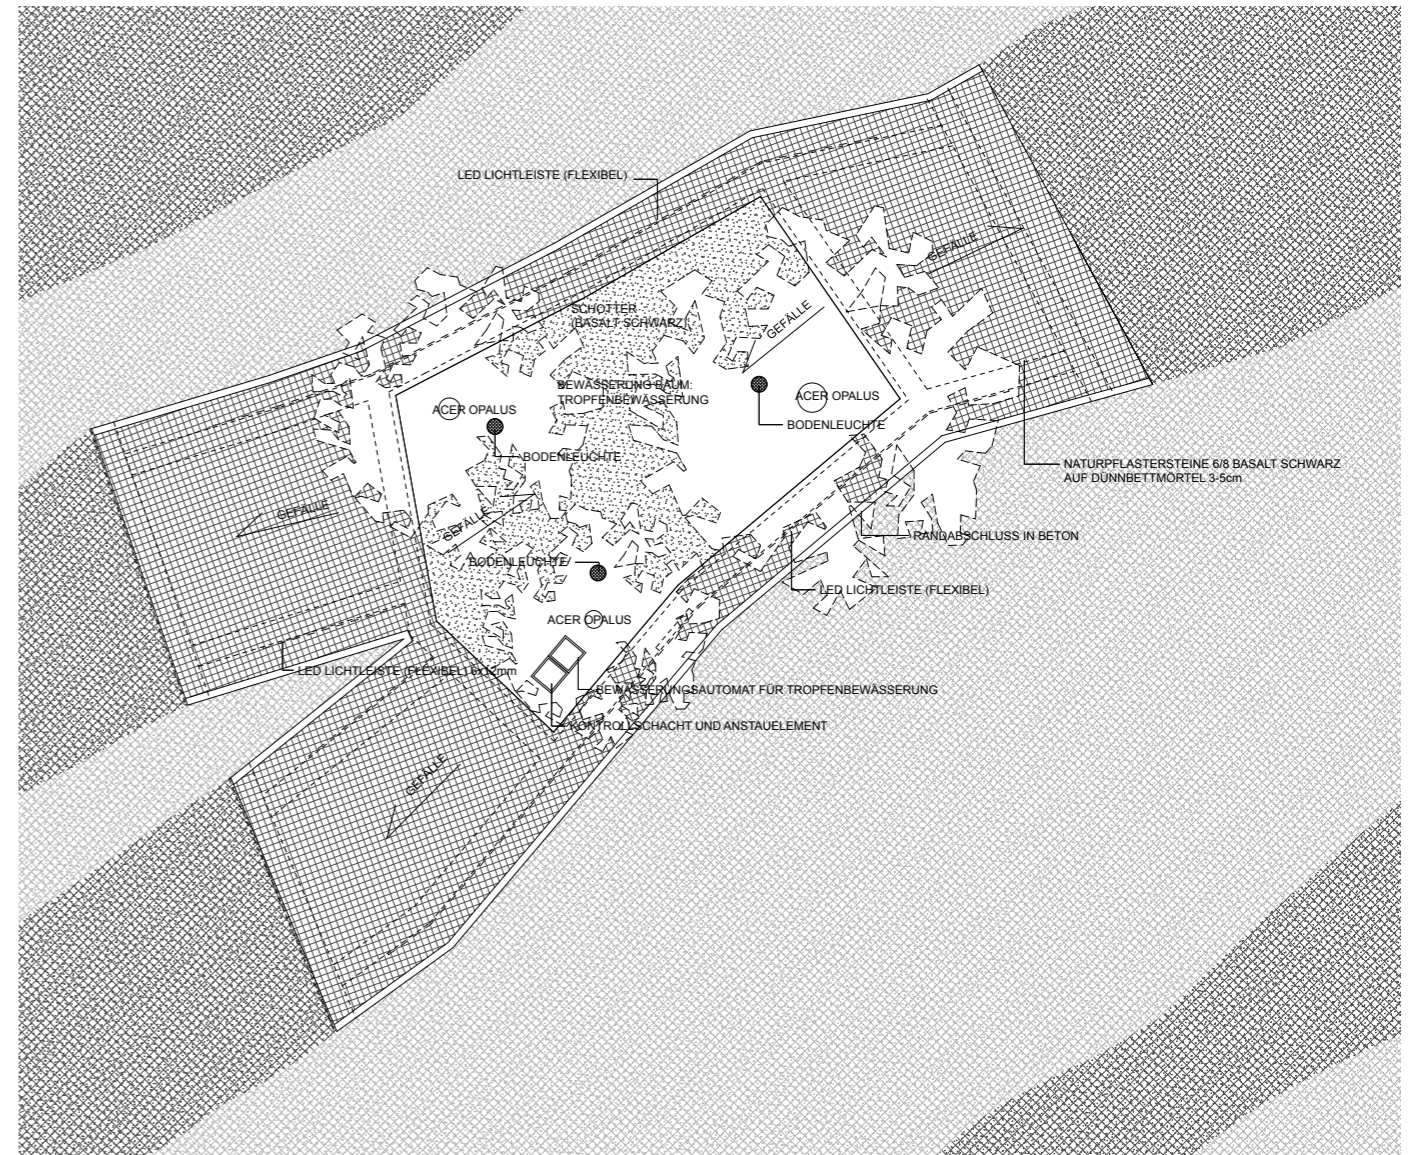 LED LICHTLEISTE (FLEXIBEL)
GEFÄLLE
SCHOTTER
(BASALT SCHWARZ)
GEFÄLLE
BEWÄSSERUNG BAUM:
TROPFENBEWÄSSERUNG
ACER OPALUS
ACER OPALUS
BODENLEUCHTE
BODENLEUCHTE
NATURPFLASTERSTEINE 6/8 BASALT SCHWARZ
AUF DÜNNBETTMÖRTEL 3-5cm
GEFÄLLE
GEFÄLLE
RANDABSCHLUSS IN BETON
BODENLEUCHTE
LED LICHTLEISTE (FLEXIBEL)
ACER OPALUS
LED LICHTLEISTE (FLEXIBEL) 6x12mm
BEWÄSSERUNGSAUTOMAT FÜR TROPFENBEWÄSSERUNG
KONTROLLSCHACHT UND ANSTAUELEMENT
GEFÄLLE